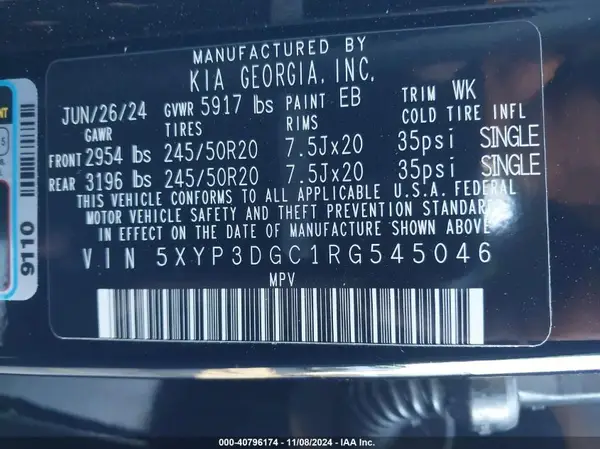 MANUFACTURED BY
KIA GEORGIA, INC.
JUN/26/24 GVWR 5917 lbs PAINT EB TRIM WK
GAWR TIRES RIMS COLD TIRE INFL
FRONT 2954 lbs 245/50R20 7.5Jx20 35psi SINGLE
REAR 3196 lbs 245/50R20 7.5Jx20 35psi SINGLE
THIS VEHICLE CONFORMS TO ALL APPLICABLE U.S.A. FEDERAL
MOTOR VEHICLE SAFETY AND THEFT PREVENTION STANDARDS
IN EFFECT ON THE DATE OF MANUFACTURE SHOWN ABOVE
VIN 5XYP3DGC1RG545046
MPV
9110
000-40796174 | 11/08/2024 | IAA Inc.